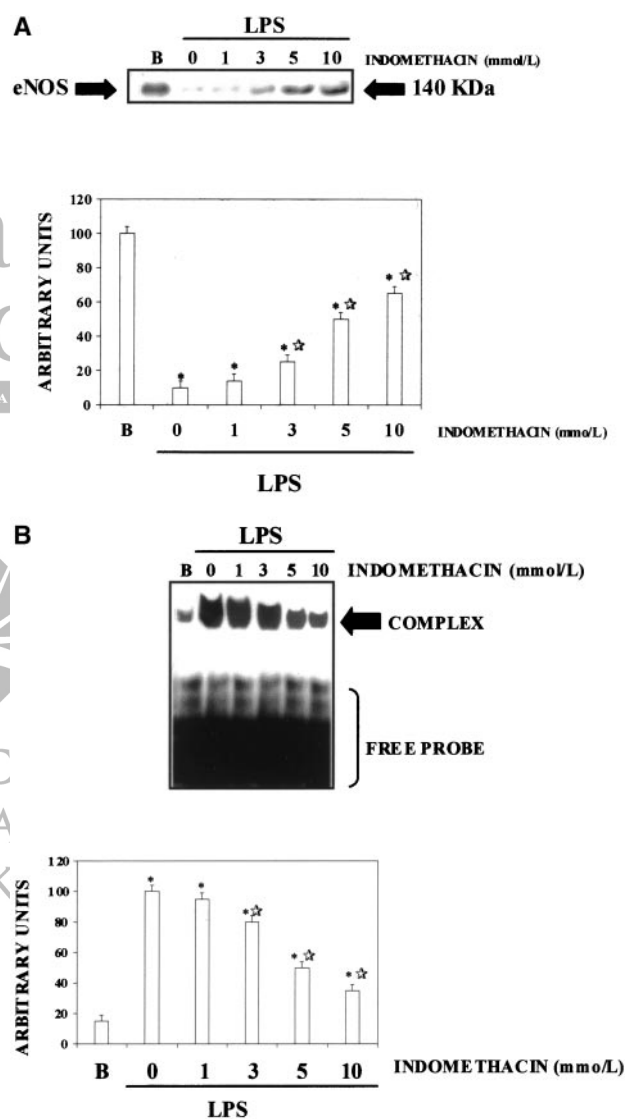 A
LPS
B 0 1 3 5 10 INDOMETHACIN (mmol/L)
eNOS 140 KDa
ARBITRARY UNITS
120
100
80
60
40
20
0
* * *☆ *☆ *☆
B 0 1 3 5 10 INDOMETHACIN (mmo/L)
LPS
B
LPS
B 0 1 3 5 10 INDOMETHACIN (mmol/L)
COMPLEX
FREE PROBE
ARBITRARY UNITS
120
100
80
60
40
20
0
* * *☆ *☆ *☆
B 0 1 3 5 10 INDOMETHACIN (mmo/L)
LPS